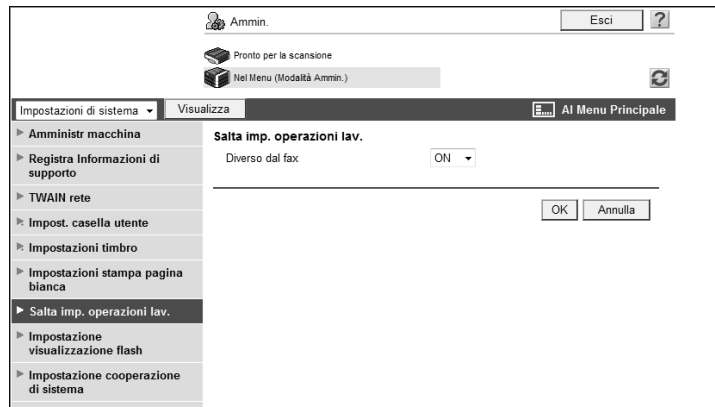 Ammin.
Esci
?
Pronto per la scansione
Nel Menu (Modalità Ammin.)
Impostazioni di sistema
Visualizza
Al Menu Principale
Amministr macchina
Registra Informazioni di
supporto
TWAIN rete
Impost. casella utente
Impostazioni timbro
Impostazioni stampa pagina
bianca
Salta imp. operazioni lav.
Impostazione
visualizzazione flash
Impostazione cooperazione
di sistema
Salta imp. operazioni lav.
Diverso dal fax
ON
OK
Annulla